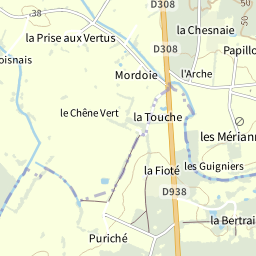 38
D308
la Chesnaie
la Prise aux Vertus
D308
Papillo
oisnais
Mordoie
l'Arche
le Chêne Vert
la Touche
les Mérian
la Fioté
les Guigniers
D938
la Bertrai
Puriché